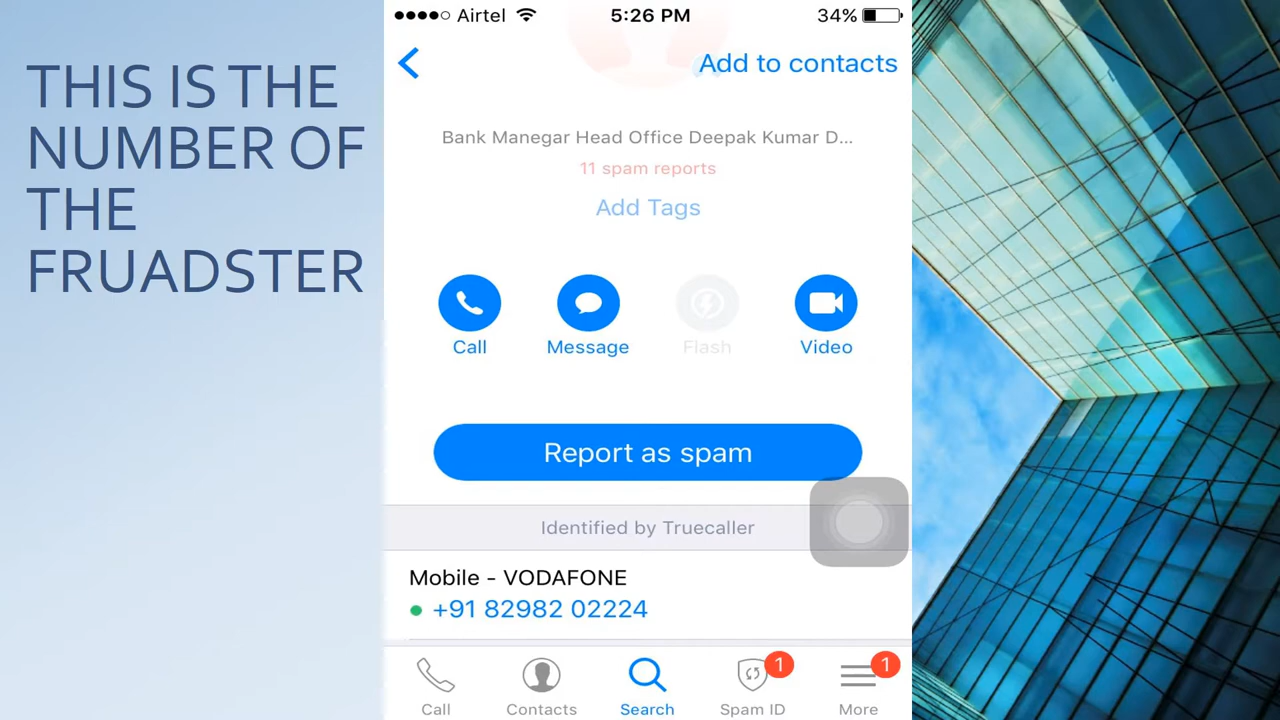 THIS IS THE
NUMBER OF
THE
FRUADSTER
Airtel
5:26 PM
34%
Add to contacts
Bank Manegar Head Office Deepak Kumar D...
11 spam reports
Add Tags
Call
Message
Flash
Video
Report as spam
Identified by Truecaller
Mobile - VODAFONE
+91 82982 02224
1
1
Call
Contacts
Search
Spam ID
More